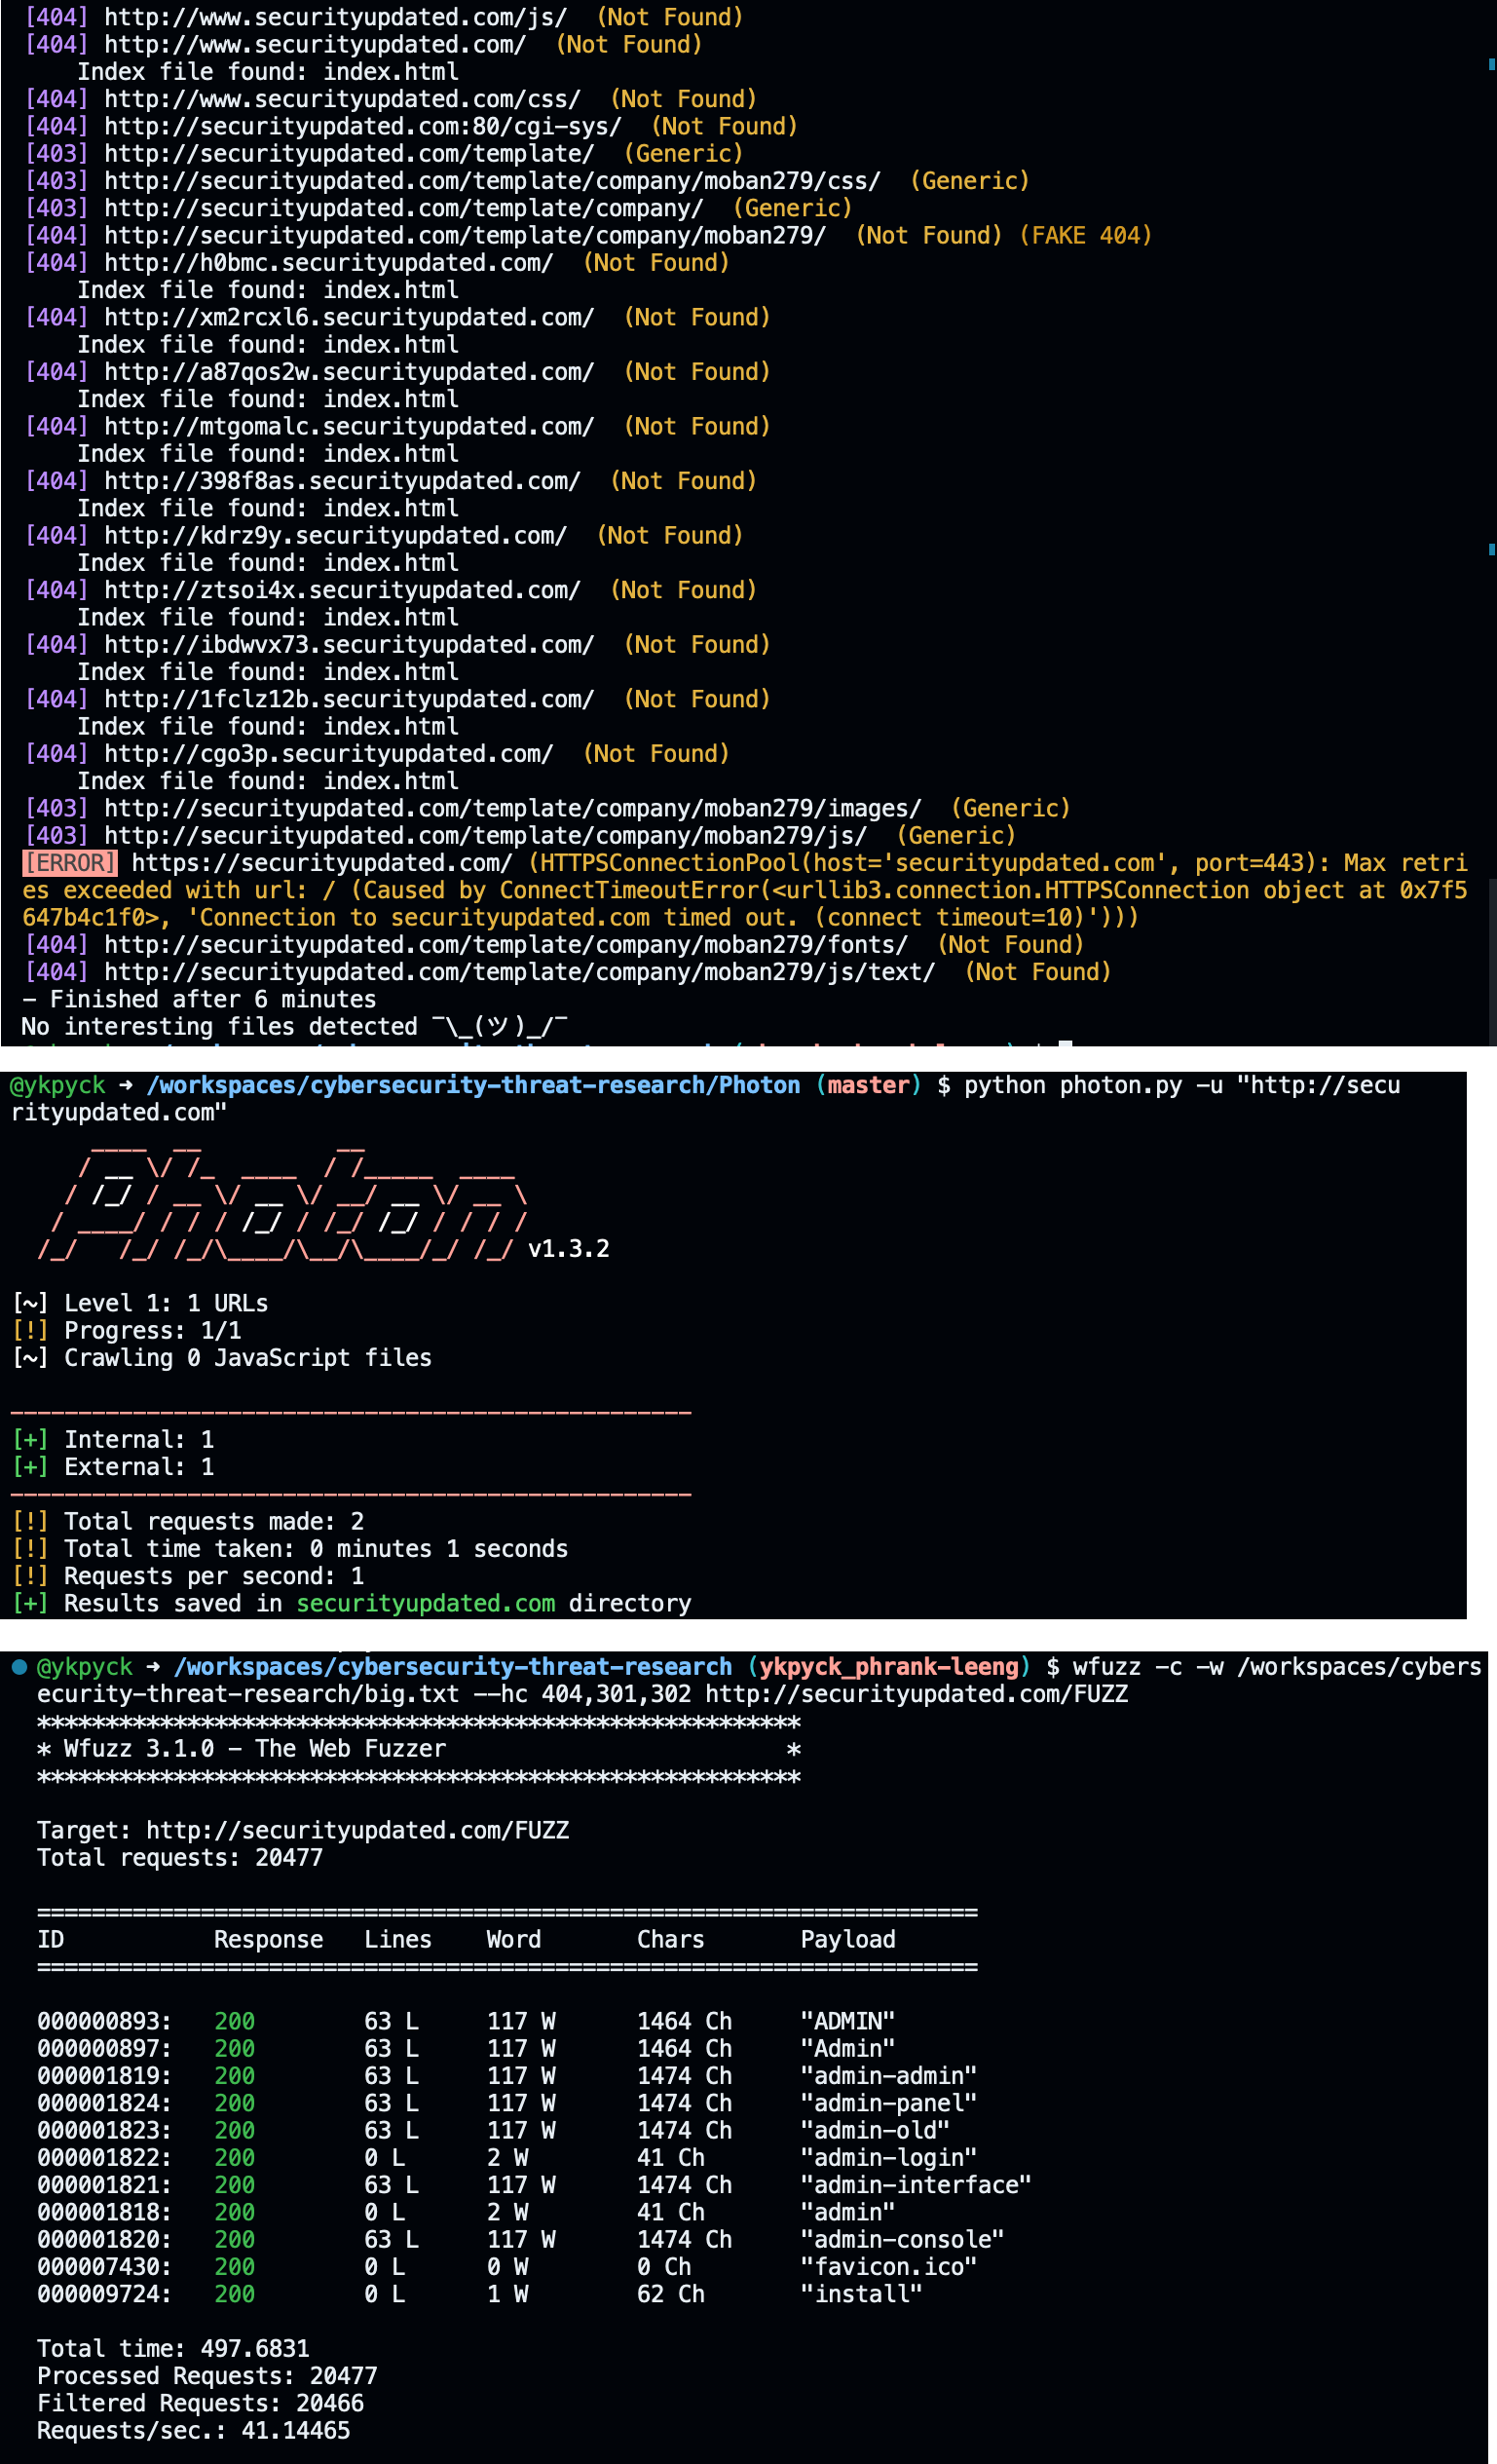 [404] http://www.securityupdated.com/js/  (Not Found)
[404] http://www.securityupdated.com/  (Not Found)
    Index file found: index.html
[404] http://www.securityupdated.com/css/  (Not Found)
[404] http://securityupdated.com:80/cgi-sys/  (Not Found)
[403] http://securityupdated.com/template/  (Generic)
[403] http://securityupdated.com/template/company/moban279/css/  (Generic)
[403] http://securityupdated.com/template/company/  (Generic)
[404] http://securityupdated.com/template/company/moban279/  (Not Found) (FAKE 404)
[404] http://h0bmc.securityupdated.com/  (Not Found)
    Index file found: index.html
[404] http://xm2rcxl6.securityupdated.com/  (Not Found)
    Index file found: index.html
[404] http://a87qos2w.securityupdated.com/  (Not Found)
    Index file found: index.html
[404] http://mtgomalc.securityupdated.com/  (Not Found)
    Index file found: index.html
[404] http://398f8as.securityupdated.com/  (Not Found)
    Index file found: index.html
[404] http://kdrz9y.securityupdated.com/  (Not Found)
    Index file found: index.html
[404] http://ztsoi4x.securityupdated.com/  (Not Found)
    Index file found: index.html
[404] http://ibdwvx73.securityupdated.com/  (Not Found)
    Index file found: index.html
[404] http://1fclz12b.securityupdated.com/  (Not Found)
    Index file found: index.html
[404] http://cgo3p.securityupdated.com/  (Not Found)
    Index file found: index.html
[403] http://securityupdated.com/template/company/moban279/images/  (Generic)
[403] http://securityupdated.com/template/company/moban279/js/  (Generic)
[ERROR] https://securityupdated.com/ (HTTPSConnectionPool(host='securityupdated.com', port=443): Max retri
es exceeded with url: / (Caused by ConnectTimeoutError(<urllib3.connection.HTTPSConnection object at 0x7f5
647b4c1f0>, 'Connection to securityupdated.com timed out. (connect timeout=10)')))
[404] http://securityupdated.com/template/company/moban279/fonts/  (Not Found)
[404] http://securityupdated.com/template/company/moban279/js/text/  (Not Found)
- Finished after 6 minutes
No interesting files detected ¯\_(ツ)_/¯
@ykpyck ➜ /workspaces/cybersecurity-threat-research/Photon (master) $ python photon.py -u "http://secu
rityupdated.com"
Photon v1.3.2
[~] Level 1: 1 URLs
[!] Progress: 1/1
[~] Crawling 0 JavaScript files
--------------------------------------------------
[+] Internal: 1
[+] External: 1
--------------------------------------------------
[!] Total requests made: 2
[!] Total time taken: 0 minutes 1 seconds
[!] Requests per second: 1
[+] Results saved in securityupdated.com directory
@ykpyck ➜ /workspaces/cybersecurity-threat-research (ykpyck_phrank-leeng) $ wfuzz -c -w /workspaces/cybers
ecurity-threat-research/big.txt --hc 404,301,302 http://securityupdated.com/FUZZ
********************************************************
* Wfuzz 3.1.0 - The Web Fuzzer                         *
********************************************************
Target: http://securityupdated.com/FUZZ
Total requests: 20477
=====================================================================
ID           Response   Lines    Word       Chars       Payload
=====================================================================
000000893:   200        63 L     117 W      1464 Ch     "ADMIN"
000000897:   200        63 L     117 W      1464 Ch     "Admin"
000001819:   200        63 L     117 W      1474 Ch     "admin-admin"
000001824:   200        63 L     117 W      1474 Ch     "admin-panel"
000001823:   200        63 L     117 W      1474 Ch     "admin-old"
000001822:   200        0 L      2 W        41 Ch       "admin-login"
000001821:   200        63 L     117 W      1474 Ch     "admin-interface"
000001818:   200        0 L      2 W        41 Ch       "admin"
000001820:   200        63 L     117 W      1474 Ch     "admin-console"
000007430:   200        0 L      0 W        0 Ch        "favicon.ico"
000009724:   200        0 L      1 W        62 Ch       "install"
Total time: 497.6831
Processed Requests: 20477
Filtered Requests: 20466
Requests/sec.: 41.14465